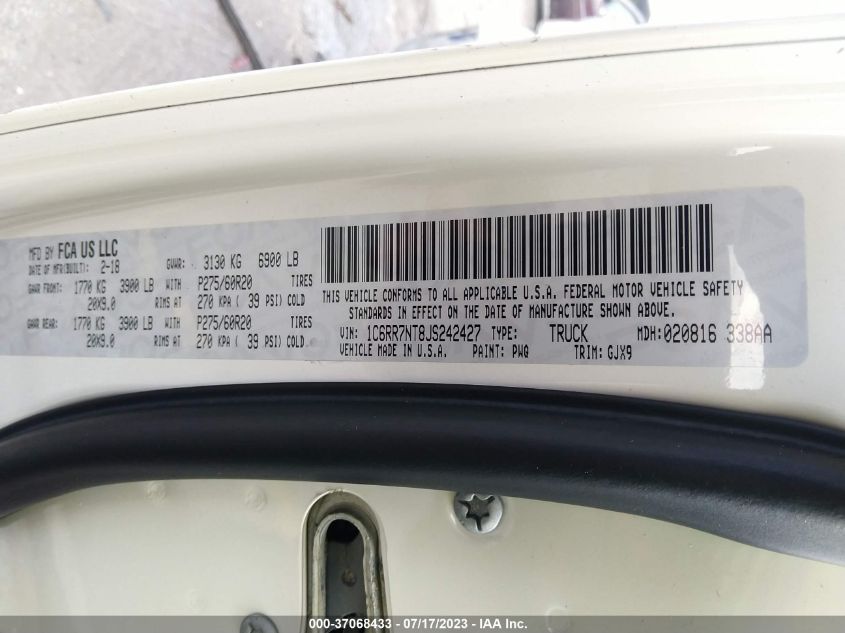 MFD BY FCA US LLC
DATE OF MFR(BUILT): 2-18 GVWR: 3130 KG 6900 LB
GAWR FRONT: 1770 KG 3900 LB WITH P275/60R20 TIRES
20X9.0 RIMS AT 270 KPA ( 39 PSI) COLD
GAWR REAR: 1770 KG 3900 LB WITH P275/60R20 TIRES
20X9.0 RIMS AT 270 KPA ( 39 PSI) COLD
THIS VEHICLE CONFORMS TO ALL APPLICABLE U.S.A. FEDERAL MOTOR VEHICLE SAFETY
STANDARDS IN EFFECT ON THE DATE OF MANUFACTURE SHOWN ABOVE.
VIN: 1C6RR7NT8JS242427 TYPE: TRUCK MDH: 020816 338AA
VEHICLE MADE IN U.S.A. PAINT: PWQ TRIM: GJX9
000-37068433 - 07/17/2023 - IAA Inc.